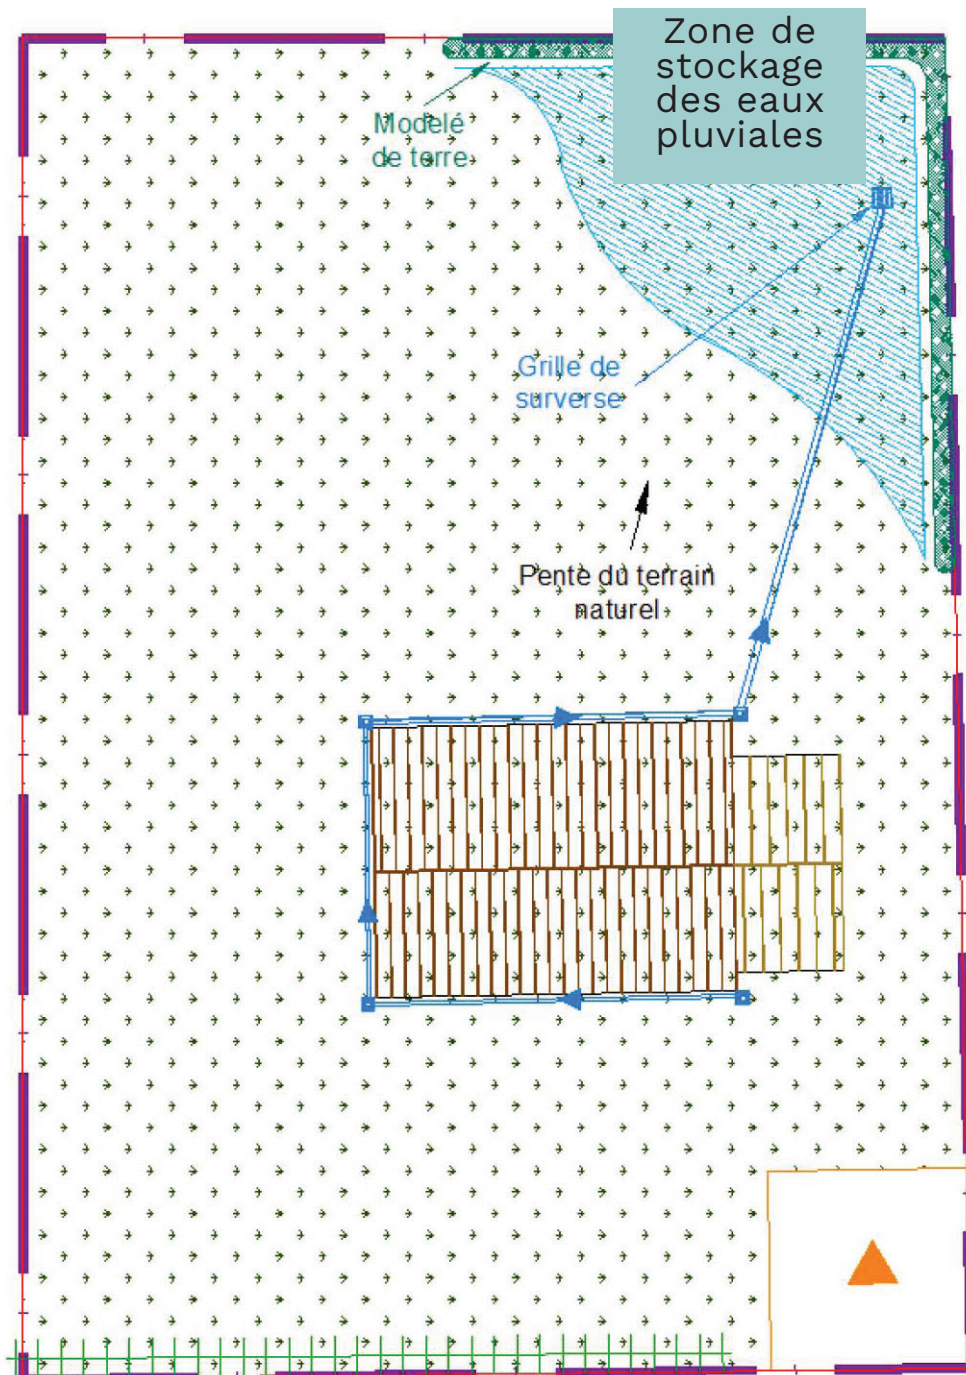 Zone de
stockage
des eaux
pluviales
Modelé
de terre
Grille de
surverse
Pente du terrain
naturel